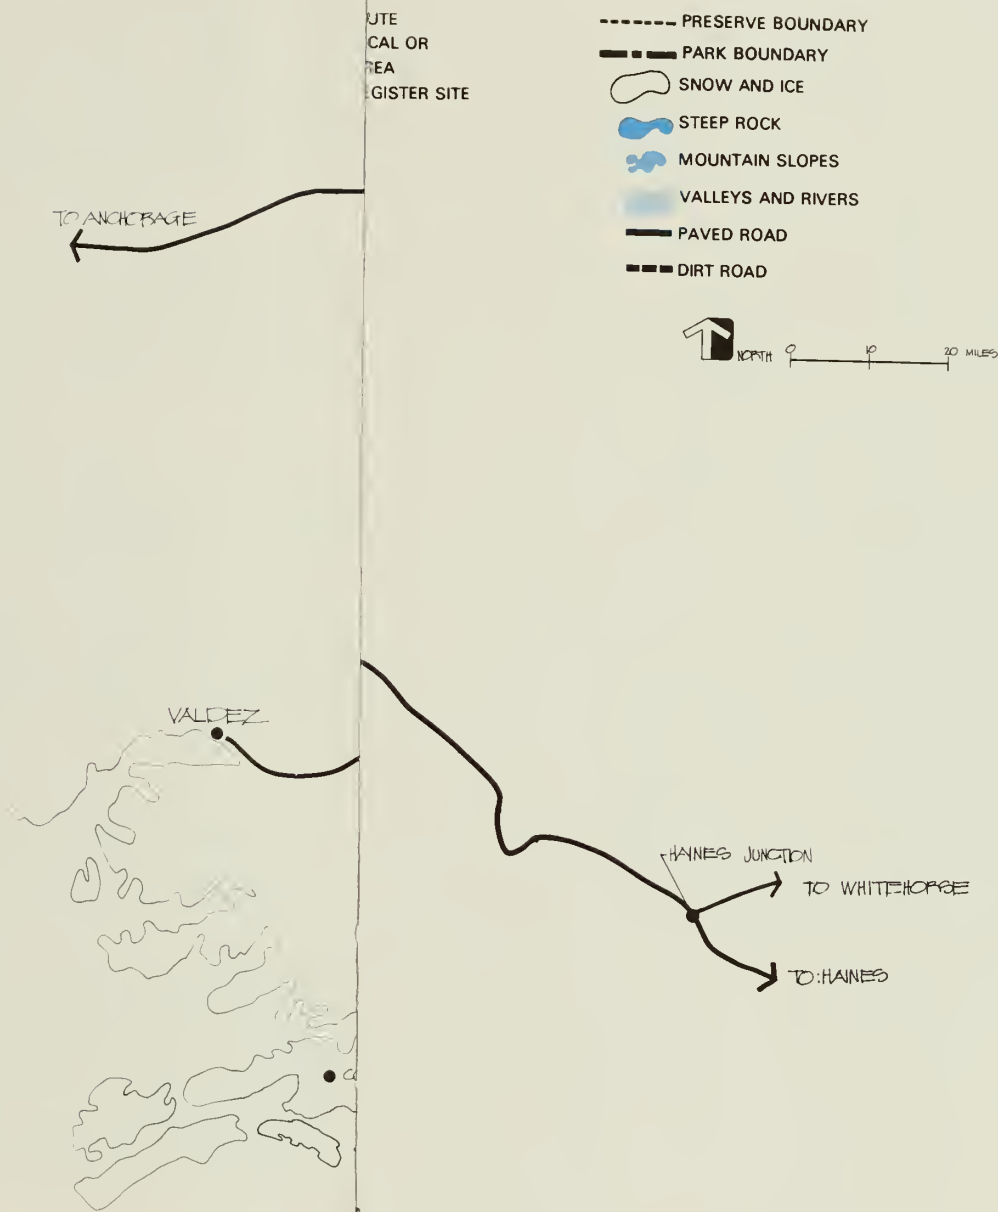 UTE
CAL OR
EA
GISTER SITE
PRESERVE BOUNDARY
PARK BOUNDARY
SNOW AND ICE
STEEP ROCK
MOUNTAIN SLOPES
VALLEYS AND RIVERS
PAVED ROAD
DIRT ROAD
NORTH 0 10 20 MILES
TO ANCHORAGE
VALDEZ
HAINES JUNCTION
TO WHITEHORSE
TO: HAINES